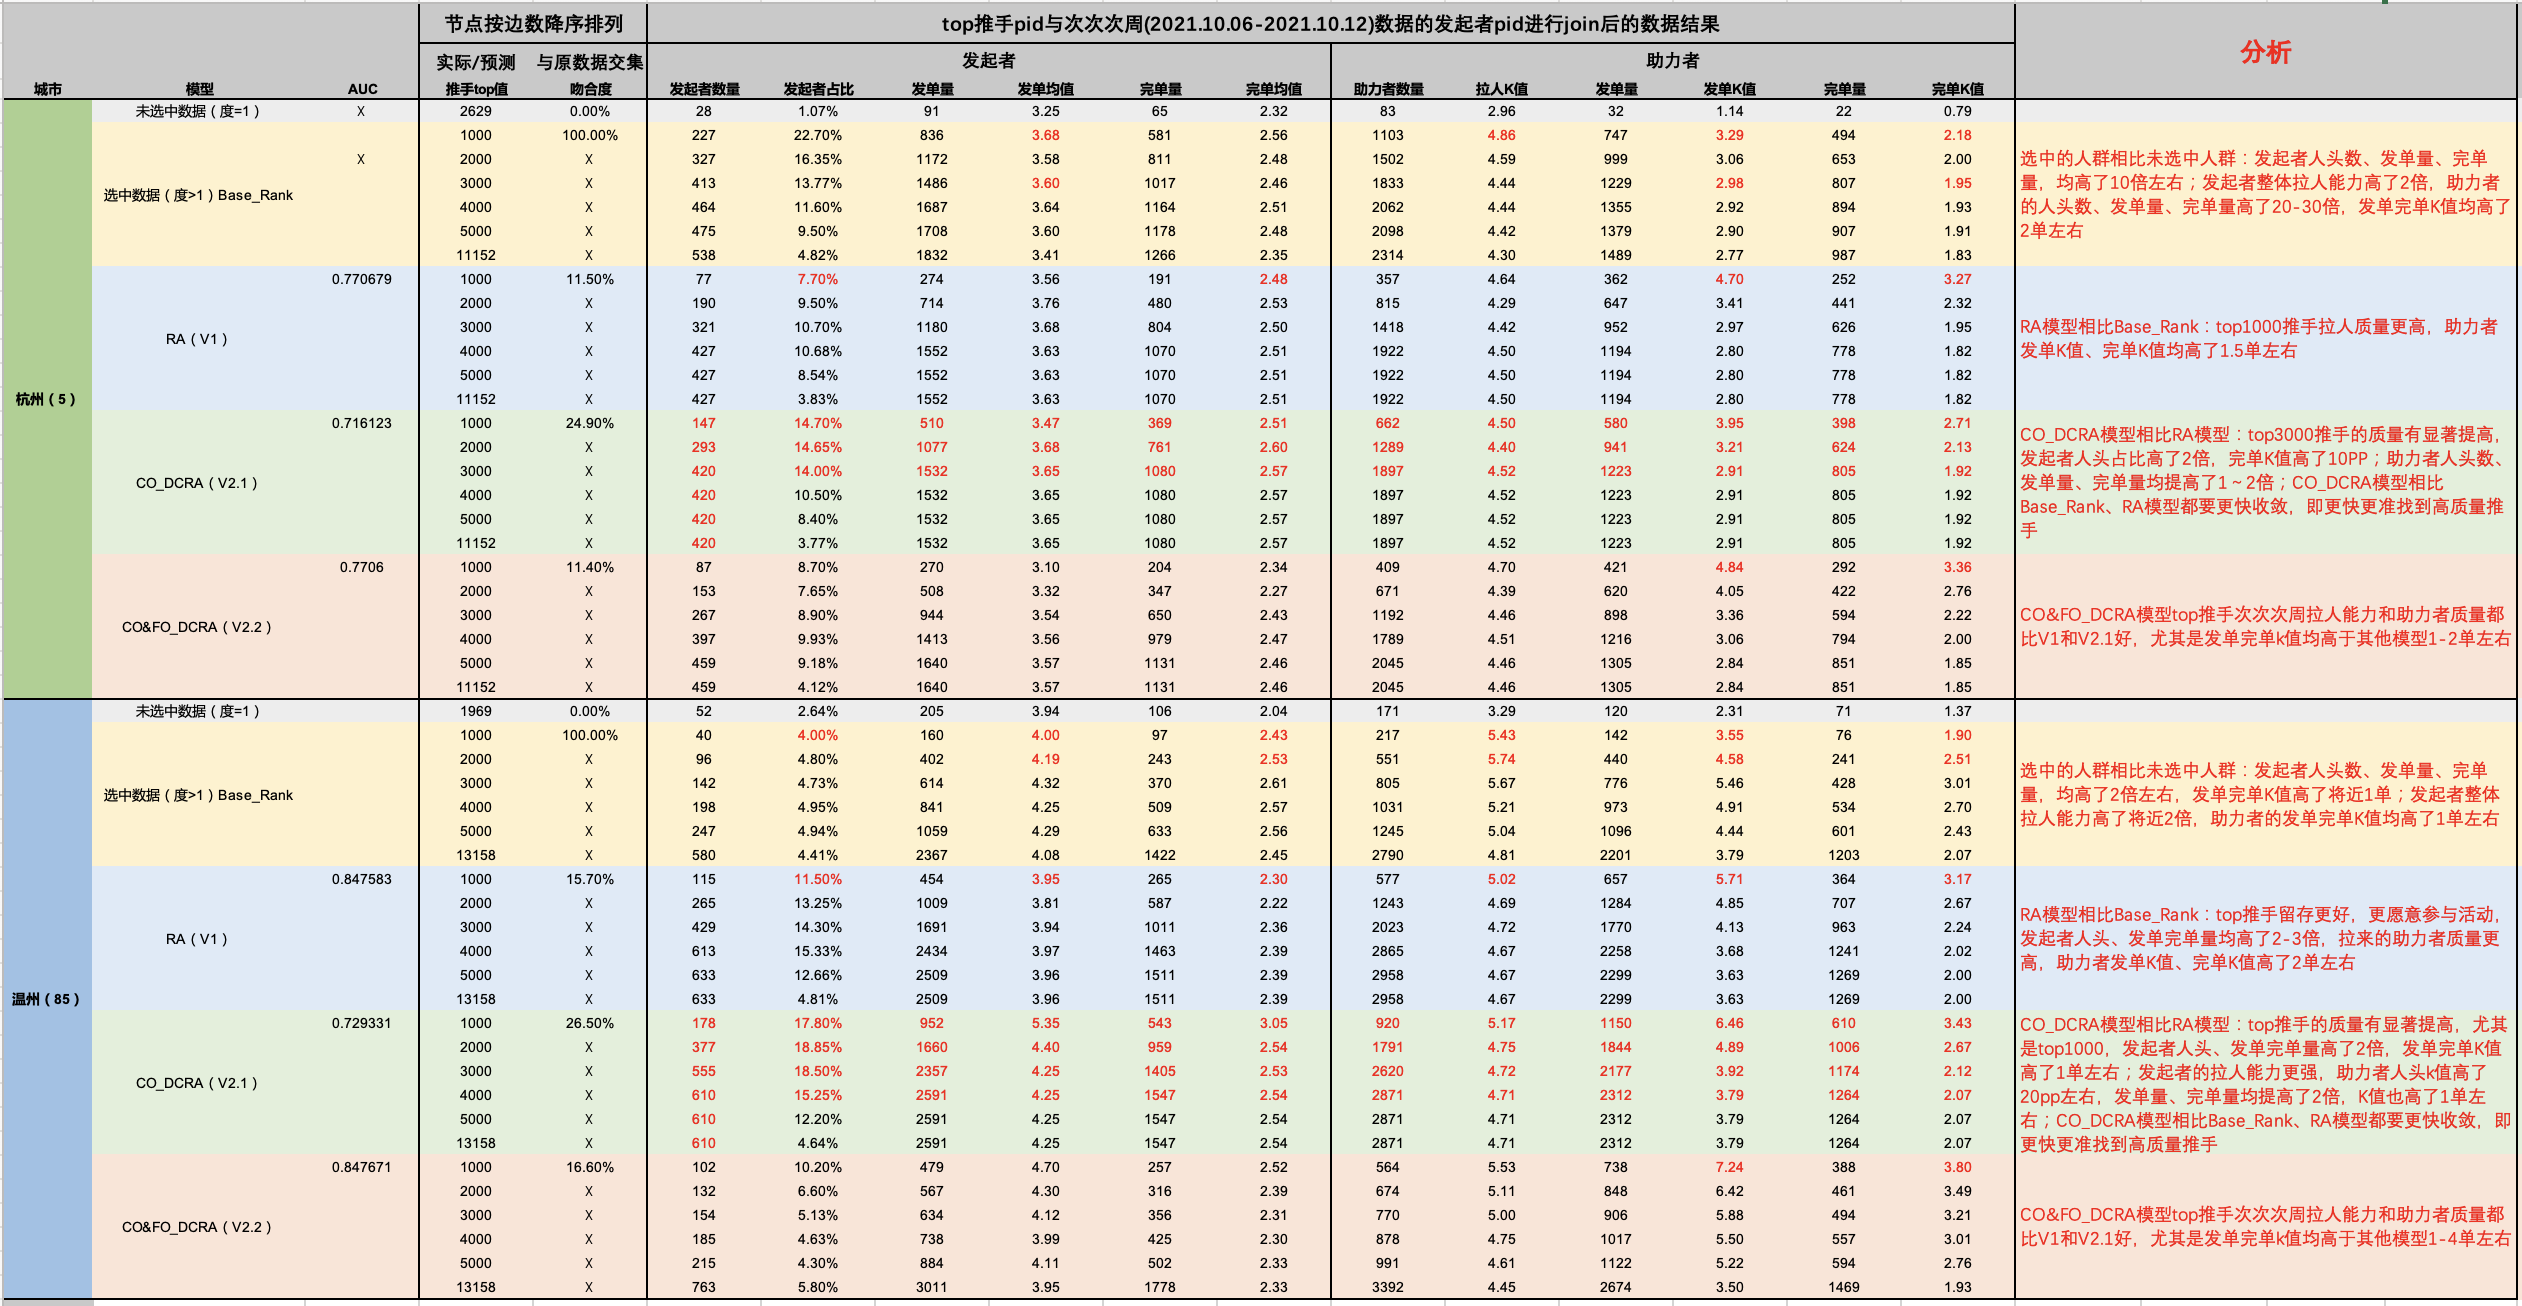 节点按边数降序排列 top推手pid与次次次周(2021.10.06-2021.10.12)数据的发起者pid进行join后的数据结果 分析
实际/预测 与原数据交集 发起者 助力者
城市 模型 AUC 推手top值 吻合度 发起者数量 发起者占比 发单量 发单均值 完单量 完单均值 助力者数量 拉人K值 发单量 发单K值 完单量 完单K值
未选中数据(度=1) X 2629 0.00% 28 1.07% 91 3.25 65 2.32 83 2.96 32 1.14 22 0.79
1000 100.00% 227 22.70% 836 3.68 581 2.56 1103 4.86 747 3.29 494 2.18
X 2000 X 327 16.35% 1172 3.58 811 2.48 1502 4.59 999 3.06 653 2.00 选中的人群相比未选中人群:发起者人头数、发单量、完单
3000 X 413 13.77% 1486 3.60 1017 2.46 1833 4.44 1229 2.98 807 1.95 量,均高了10倍左右;发起者整体拉人能力高了2倍,助力者
选中数据(度>1)Base_Rank
4000 X 464 11.60% 1687 3.64 1164 2.51 2062 4.44 1355 2.92 894 1.93 的人头数、发单量、完单量高了20-30倍,发单完单K值均高了
5000 X 475 9.50% 1708 3.60 1178 2.48 2098 4.42 1379 2.90 907 1.91 2单左右
11152 X 538 4.82% 1832 3.41 1266 2.35 2314 4.30 1489 2.77 987 1.83
0.770679 1000 11.50% 77 7.70% 274 3.56 191 2.48 357 4.64 362 4.70 252 3.27
2000 X 190 9.50% 714 3.76 480 2.53 815 4.29 647 3.41 441 2.32
3000 X 321 10.70% 1180 3.68 804 2.50 1418 4.42 952 2.97 626 1.95 RA模型相比Base_Rank:top1000推手拉人质量更高,助力者
RA(V1)
4000 X 427 10.68% 1552 3.63 1070 2.51 1922 4.50 1194 2.80 778 1.82 发单K值、完单K值均高了1.5单左右
5000 X 427 8.54% 1552 3.63 1070 2.51 1922 4.50 1194 2.80 778 1.82
杭州(5) 11152 X 427 3.83% 1552 3.63 1070 2.51 1922 4.50 1194 2.80 778 1.82
0.716123 1000 24.90% 147 14.70% 510 3.47 369 2.51 662 4.50 580 3.95 398 2.71 CO_DCRA模型相比RA模型:top3000推手的质量有显著提高,
2000 X 293 14.65% 1077 3.68 761 2.60 1289 4.40 941 3.21 624 2.13 发起者人头占比高了2倍,完单K值高了10PP;助力者人头数、
3000 X 420 14.00% 1532 3.65 1080 2.57 1897 4.52 1223 2.91 805 1.92 发单量、完单量均提高了1~2倍;CO_DCRA模型相比
CO_DCRA(V2.1)
4000 X 420 10.50% 1532 3.65 1080 2.57 1897 4.52 1223 2.91 805 1.92 Base_Rank、RA模型都要更快收敛,即更快更准找到高质量推
5000 X 420 8.40% 1532 3.65 1080 2.57 1897 4.52 1223 2.91 805 1.92 手
11152 X 420 3.77% 1532 3.65 1080 2.57 1897 4.52 1223 2.91 805 1.92
0.7706 1000 11.40% 87 8.70% 270 3.10 204 2.34 409 4.70 421 4.84 292 3.36
2000 X 153 7.65% 508 3.32 347 2.27 671 4.39 620 4.05 422 2.76
3000 X 267 8.90% 944 3.54 650 2.43 1192 4.46 898 3.36 594 2.22 CO&FO_DCRA模型top推手次次次周拉人能力和助力者质量都
CO&FO_DCRA(V2.2)
4000 X 397 9.93% 1413 3.56 979 2.47 1789 4.51 1216 3.06 794 2.00 比V1和V2.1好,尤其是发单完单k值均高于其他模型1-2单左右
5000 X 459 9.18% 1640 3.57 1131 2.46 2045 4.46 1305 2.84 851 1.85
11152 X 459 4.12% 1640 3.57 1131 2.46 2045 4.46 1305 2.84 851 1.85
未选中数据(度=1) 1969 0.00% 52 2.64% 205 3.94 106 2.04 171 3.29 120 2.31 71 1.37
1000 100.00% 40 4.00% 160 4.00 97 2.43 217 5.43 142 3.55 76 1.90
2000 X 96 4.80% 402 4.19 243 2.53 551 5.74 440 4.58 241 2.51 选中的人群相比未选中人群:发起者人头数、发单量、完单
3000 X 142 4.73% 614 4.32 370 2.61 805 5.67 776 5.46 428 3.01 量,均高了2倍左右,发单完单K值高了将近1单;发起者整体
选中数据(度>1)Base_Rank
4000 X 198 4.95% 841 4.25 509 2.57 1031 5.21 973 4.91 534 2.70 拉人能力高了将近2倍,助力者的发单完单K值均高了1单左右
5000 X 247 4.94% 1059 4.29 633 2.56 1245 5.04 1096 4.44 601 2.43
13158 X 580 4.41% 2367 4.08 1422 2.45 2790 4.81 2201 3.79 1203 2.07
0.847583 1000 15.70% 115 11.50% 454 3.95 265 2.30 577 5.02 657 5.71 364 3.17
2000 X 265 13.25% 1009 3.81 587 2.22 1243 4.69 1284 4.85 707 2.67 RA模型相比Base_Rank:top推手留存更好,更愿意参与活动,
3000 X 429 14.30% 1691 3.94 1011 2.36 2023 4.72 1770 4.13 963 2.24 发起者人头、发单完单量均高了2-3倍,拉来的助力者质量更
RA(V1)
4000 X 613 15.33% 2434 3.97 1463 2.39 2865 4.67 2258 3.68 1241 2.02 高,助力者发单K值、完单K值高了2单左右
5000 X 633 12.66% 2509 3.96 1511 2.39 2958 4.67 2299 3.63 1269 2.00
温州(85) 13158 X 633 4.81% 2509 3.96 1511 2.39 2958 4.67 2299 3.63 1269 2.00
0.729331 1000 26.50% 178 17.80% 952 5.35 543 3.05 920 5.17 1150 6.46 610 3.43 CO_DCRA模型相比RA模型:top推手的质量有显著提高,尤其
2000 X 377 18.85% 1660 4.40 959 2.54 1791 4.75 1844 4.89 1006 2.67 是top1000,发起者人头、发单完单量高了2倍,发单完单K值
3000 X 555 18.50% 2357 4.25 1405 2.53 2620 4.72 2177 3.92 1174 2.12 高了1单左右;发起者的拉人能力更强,助力者人头k值高了
CO_DCRA(V2.1)
4000 X 610 15.25% 2591 4.25 1547 2.54 2871 4.71 2312 3.79 1264 2.07 20pp左右,发单量、完单量均提高了2倍,K值也高了1单左
5000 X 610 12.20% 2591 4.25 1547 2.54 2871 4.71 2312 3.79 1264 2.07 右;CO_DCRA模型相比Base_Rank、RA模型都要更快收敛,即
13158 X 610 4.64% 2591 4.25 1547 2.54 2871 4.71 2312 3.79 1264 2.07 更快更准找到高质量推手
0.847671 1000 16.60% 102 10.20% 479 4.70 257 2.52 564 5.53 738 7.24 388 3.80
2000 X 132 6.60% 567 4.30 316 2.39 674 5.11 848 6.42 461 3.49
3000 X 154 5.13% 634 4.12 356 2.31 770 5.00 906 5.88 494 3.21 CO&FO_DCRA模型top推手次次次周拉人能力和助力者质量都
CO&FO_DCRA(V2.2)
4000 X 185 4.63% 738 3.99 425 2.30 878 4.75 1017 5.50 557 3.01 比V1和V2.1好,尤其是发单完单k值均高于其他模型1-4单左右
5000 X 215 4.30% 884 4.11 502 2.33 991 4.61 1122 5.22 594 2.76
13158 X 763 5.80% 3011 3.95 1778 2.33 3392 4.45 2674 3.50 1469 1.93